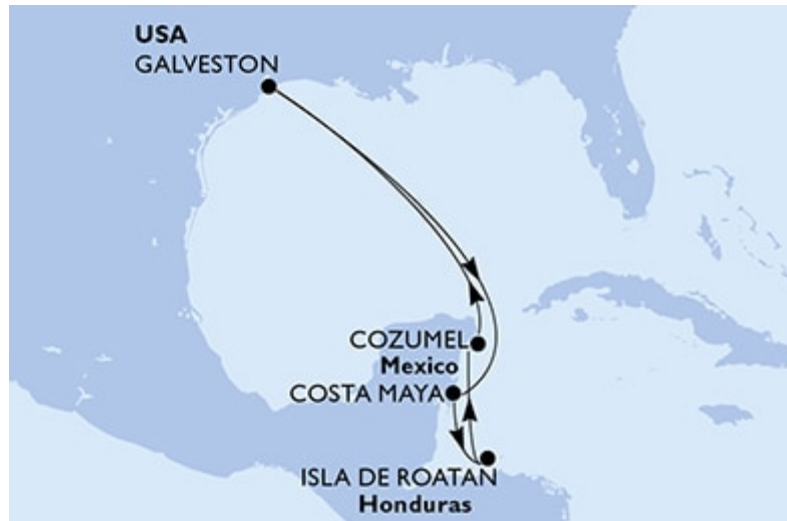 USA
GALVESTON
COZUMEL
Mexico
COSTA MAYA
ISLA DE ROATAN
Honduras